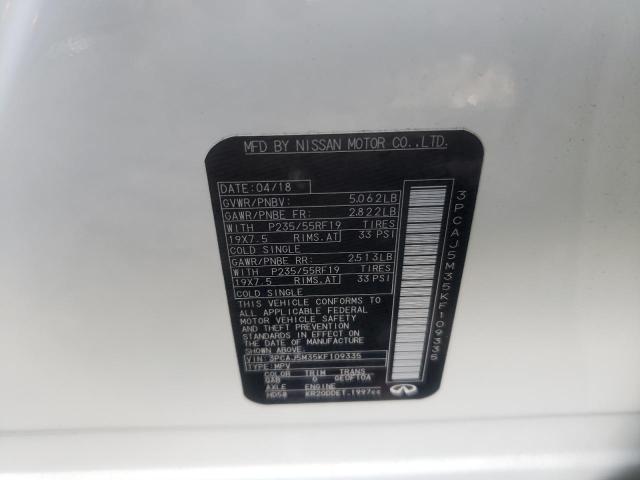 MFD BY NISSAN MOTOR CO.,LTD.
DATE: 04/18
GVWR/PNBV: 5.062LB
GAWR/PNBE FR: 2.822LB
WITH P235/55RF19 TIRES
19X7.5 RIMS.AT 33 PSI
COLD SINGLE
GAWR/PNBE RR: 2.513LB
WITH P235/55RF19 TIRES
19X7.5 RIMS.AT 33 PSI
COLD SINGLE
THIS VEHICLE CONFORMS TO
ALL APPLICABLE FEDERAL
MOTOR VEHICLE SAFETY
AND THEFT PREVENTION
STANDARDS IN EFFECT ON
THE DATE OF MANUFACTURE
SHOWN ABOVE.
VIN: 3PCAJ5M35KF109335
TYPE: MPV
COLOR TRIM TRANS
QAB G GE0F10A
AXLE ENGINE
HD58 KR20DDET 1997cc
3PCAJ5M35KF109335